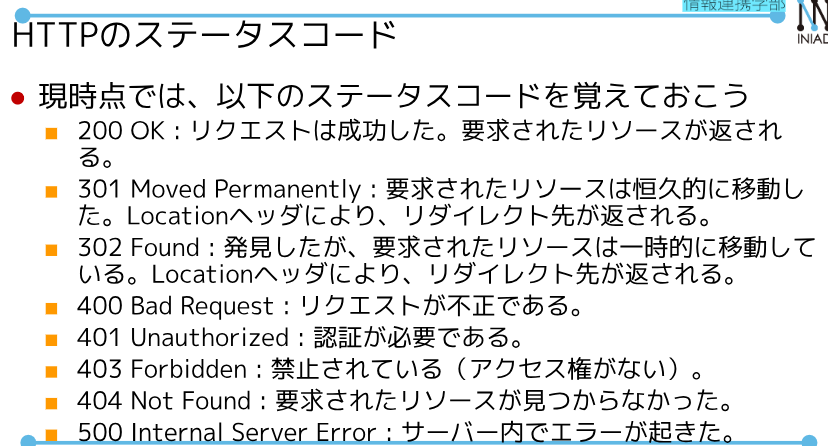 情報連携学部
INIAD
HTTPのステータスコード
現時点では、以下のステータスコードを覚えておこう
200 OK：リクエストは成功した。要求されたリソースが返され
る。
301 Moved Permanently：要求されたリソースは恒久的に移動し
た。Locationヘッダにより、リダイレクト先が返される。
302 Found：発見したが、要求されたリソースは一時的に移動して
いる。Locationヘッダにより、リダイレクト先が返される。
400 Bad Request：リクエストが不正である。
401 Unauthorized：認証が必要である。
403 Forbidden：禁止されている（アクセス権がない）。
404 Not Found：要求されたリソースが見つからなかった。
500 Internal Server Error：サーバー内でエラーが起きた。